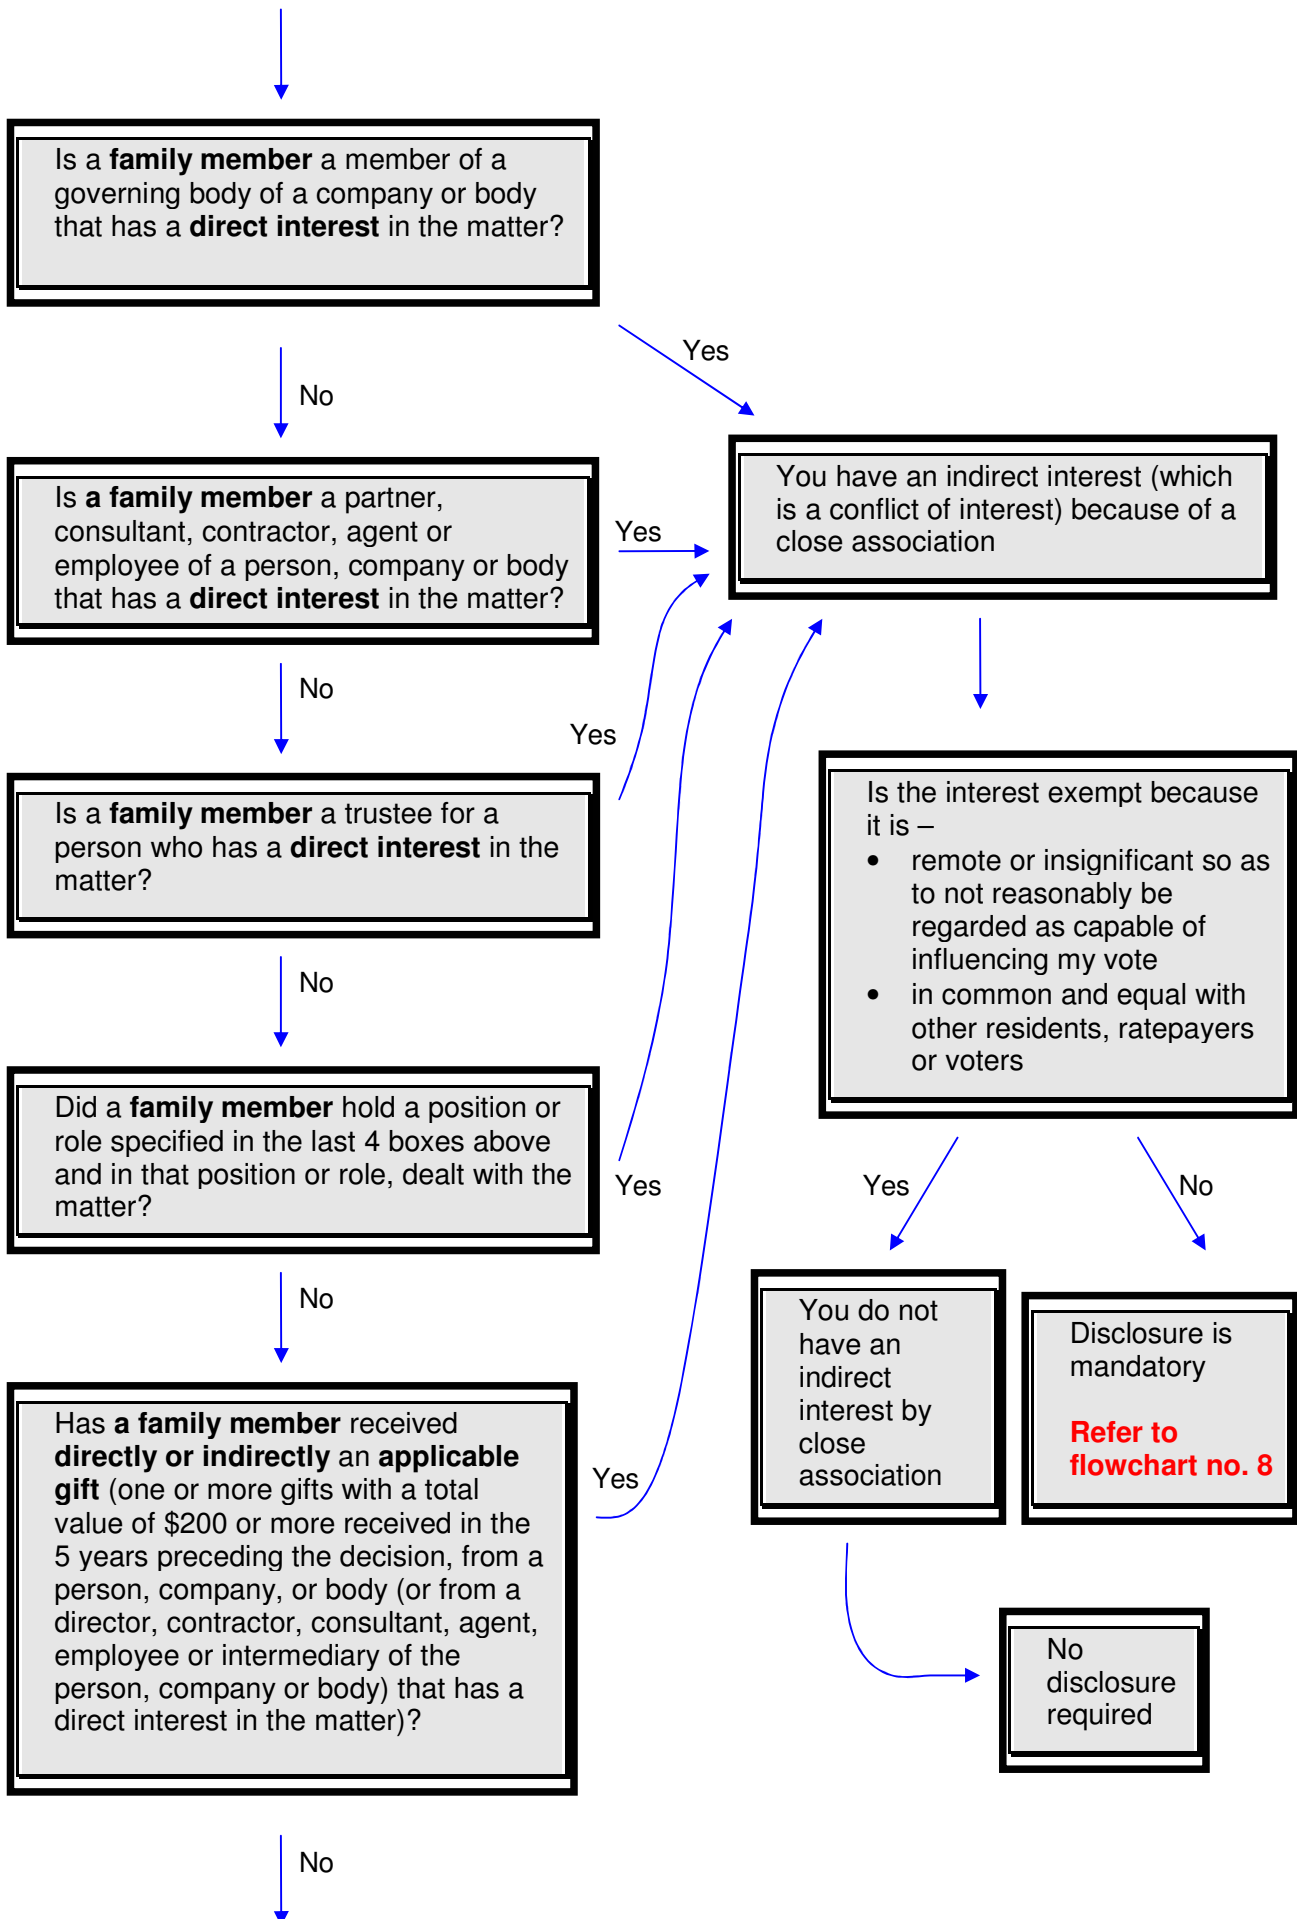 Is a family member a member of a
governing body of a company or body
that has a direct interest in the matter?
Yes
No
Is a family member a partner,
consultant, contractor, agent or
employee of a person, company or body
that has a direct interest in the matter?
Yes
You have an indirect interest (which
is a conflict of interest) because of a
close association
No
Yes
Is a family member a trustee for a
person who has a direct interest in the
matter?
Is the interest exempt because
it is –
• remote or insignificant so as
to not reasonably be
regarded as capable of
influencing my vote
• in common and equal with
other residents, ratepayers
or voters
No
Did a family member hold a position or
role specified in the last 4 boxes above
and in that position or role, dealt with the
matter?
Yes
Yes
No
No
You do not
have an
indirect
interest by
close
association
Disclosure is
mandatory
Refer to
flowchart no. 8
Has a family member received
directly or indirectly an applicable
gift (one or more gifts with a total
value of $200 or more received in the
5 years preceding the decision, from a
person, company, or body (or from a
director, contractor, consultant, agent,
employee or intermediary of the
person, company or body) that has a
direct interest in the matter)?
Yes
No
disclosure
required
No